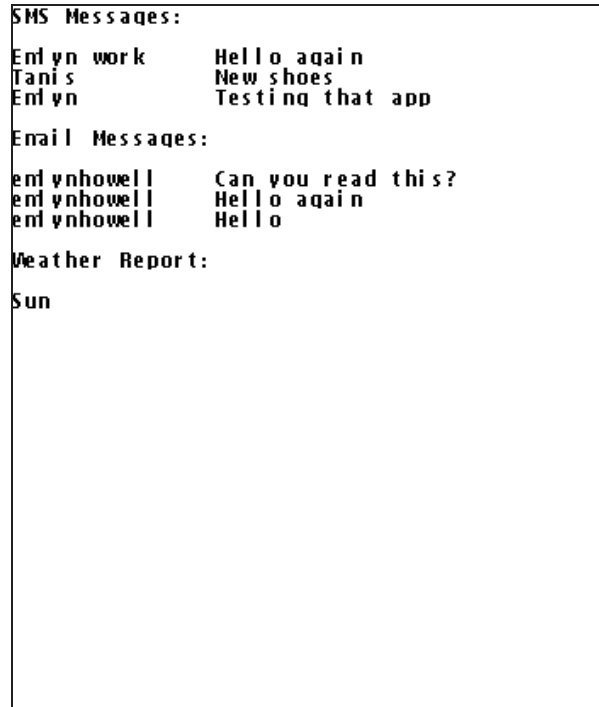 SMS Messages:
Emlyn work Hello again
Tanis New shoes
Emlyn Testing that app
Email Messages:
emlynhowell Can you read this?
emlynhowell Hello again
emlynhowell Hello
Weather Report:
Sun